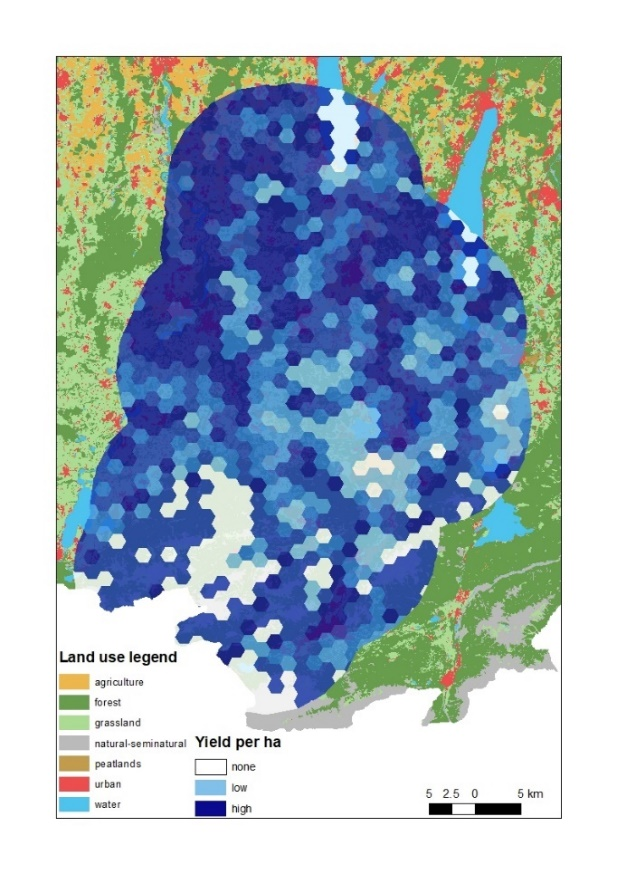 Land use legend
agriculture
forest
grassland
natural-seminatural
peatlands
urban
water
Yield per ha
none
low
high
5 2.5 0 5 km